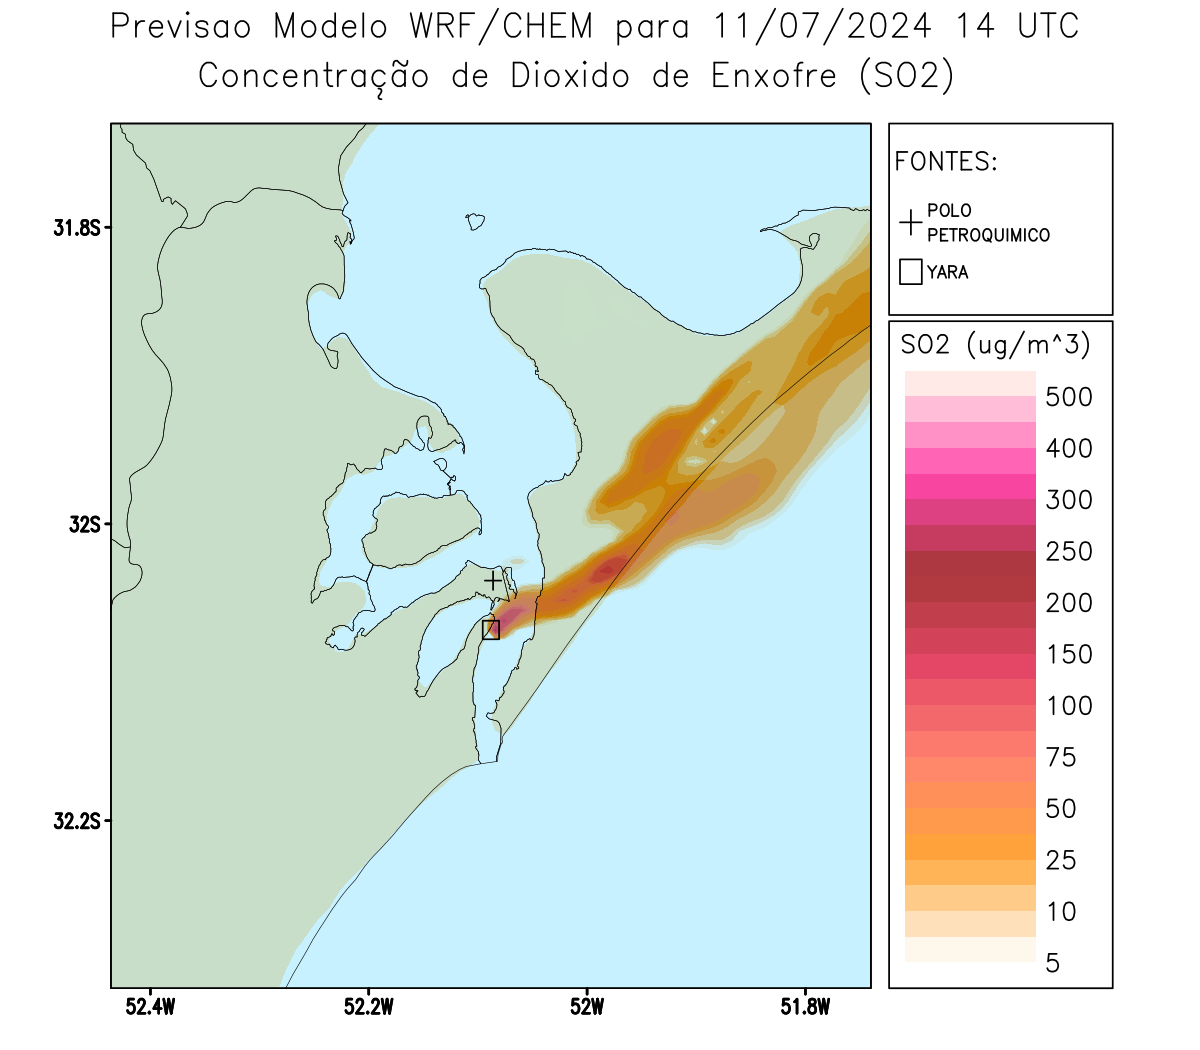 Previsao Modelo WRF/CHEM para 11/07/2024 14 UTC
Concentração de Dioxido de Enxofre (SO2)
FONTES:
POLO
PETROQUIMICO
YARA
SO2 (ug/m^3)
500
400
300
250
200
150
100
75
50
25
10
5
31.8S
32S
32.2S
52.4W
52.2W
52W
51.8W